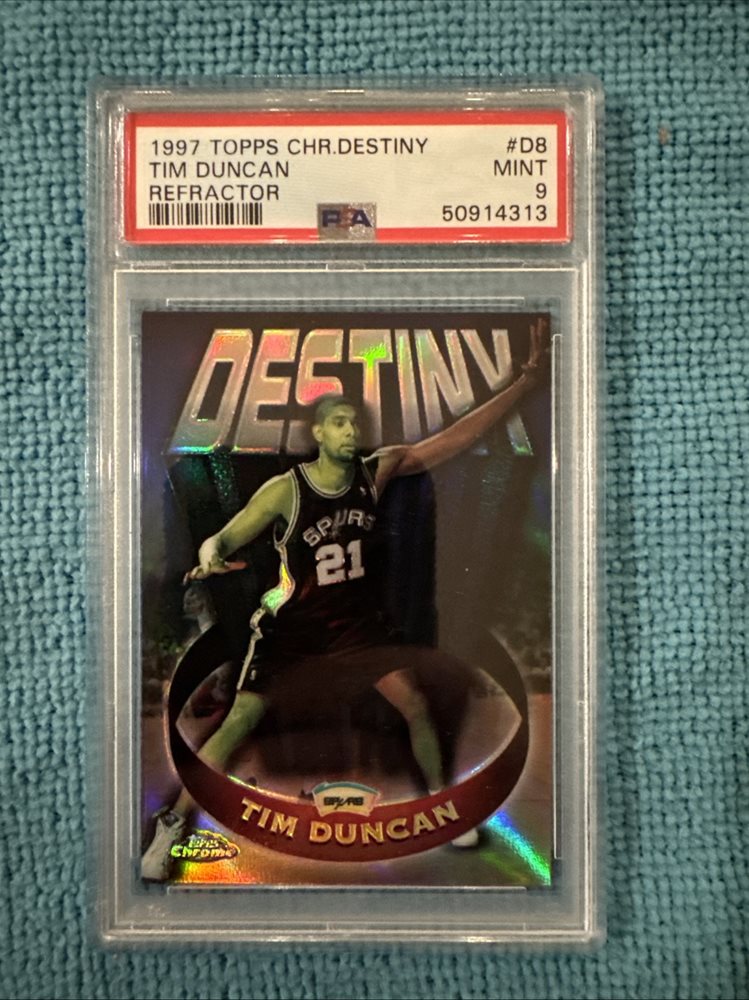 1997 TOPPS CHR.DESTINY #D8
TIM DUNCAN MINT
REFRACTOR 9
PSA 50914313
DESTINY
SPURS
21
SPURS
TIM DUNCAN
Topps
Chrome